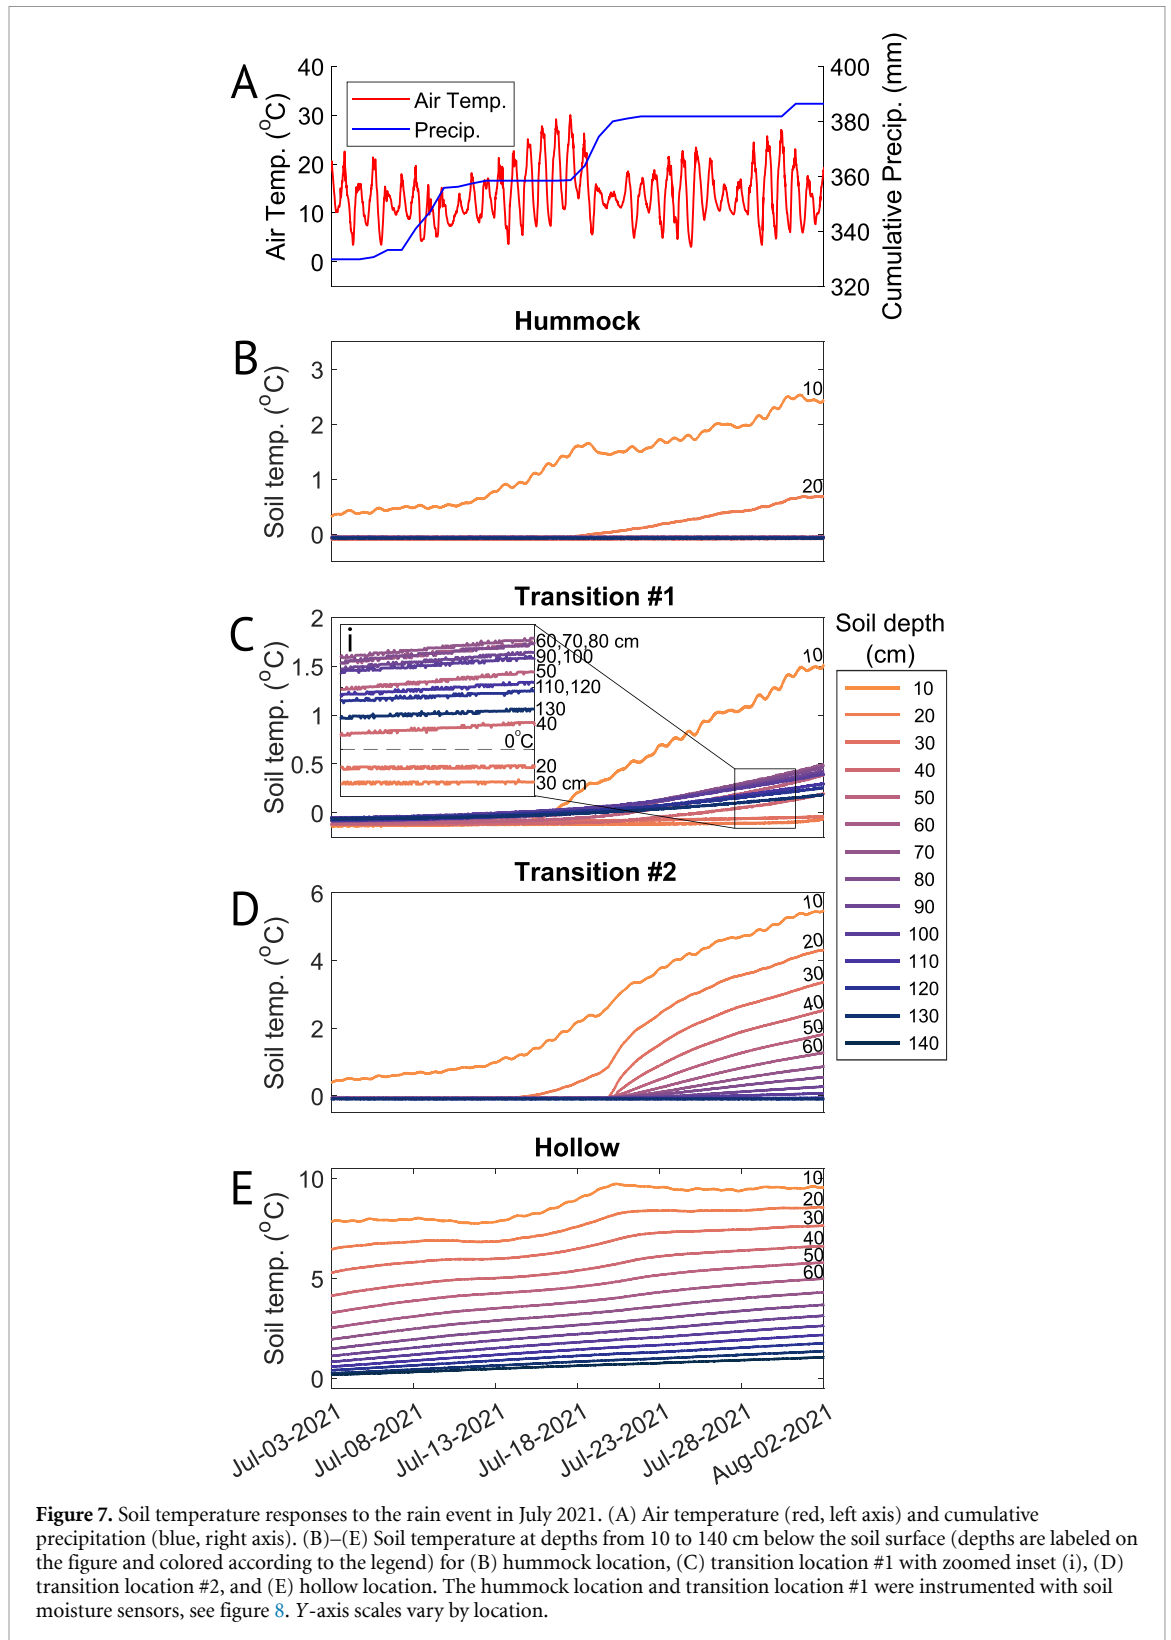 A
40
30
20
10
0
Air Temp. (°C)
Air Temp.
Precip.
400
380
360
340
320
Cumulative Precip. (mm)
Hummock
B
3
2
1
0
Soil temp. (°C)
10
20
Transition #1
C
2
1.5
1
0.5
0
Soil temp. (°C)
i
60,70,80 cm
90,100
50
110,120
130
40
0°C
20
30 cm
10
Soil depth
(cm)
10
20
30
40
50
60
70
80
90
100
110
120
130
140
Transition #2
D
6
4
2
0
Soil temp. (°C)
10
20
30
40
50
60
Hollow
E
10
5
0
Soil temp. (°C)
10
20
30
40
50
60
Jul-03-2021
Jul-08-2021
Jul-13-2021
Jul-18-2021
Jul-23-2021
Jul-28-2021
Aug-02-2021
Figure 7. Soil temperature responses to the rain event in July 2021. (A) Air temperature (red, left axis) and cumulative
precipitation (blue, right axis). (B)–(E) Soil temperature at depths from 10 to 140 cm below the soil surface (depths are labeled on
the figure and colored according to the legend) for (B) hummock location, (C) transition location #1 with zoomed inset (i), (D)
transition location #2, and (E) hollow location. The hummock location and transition location #1 were instrumented with soil
moisture sensors, see figure 8. Y-axis scales vary by location.